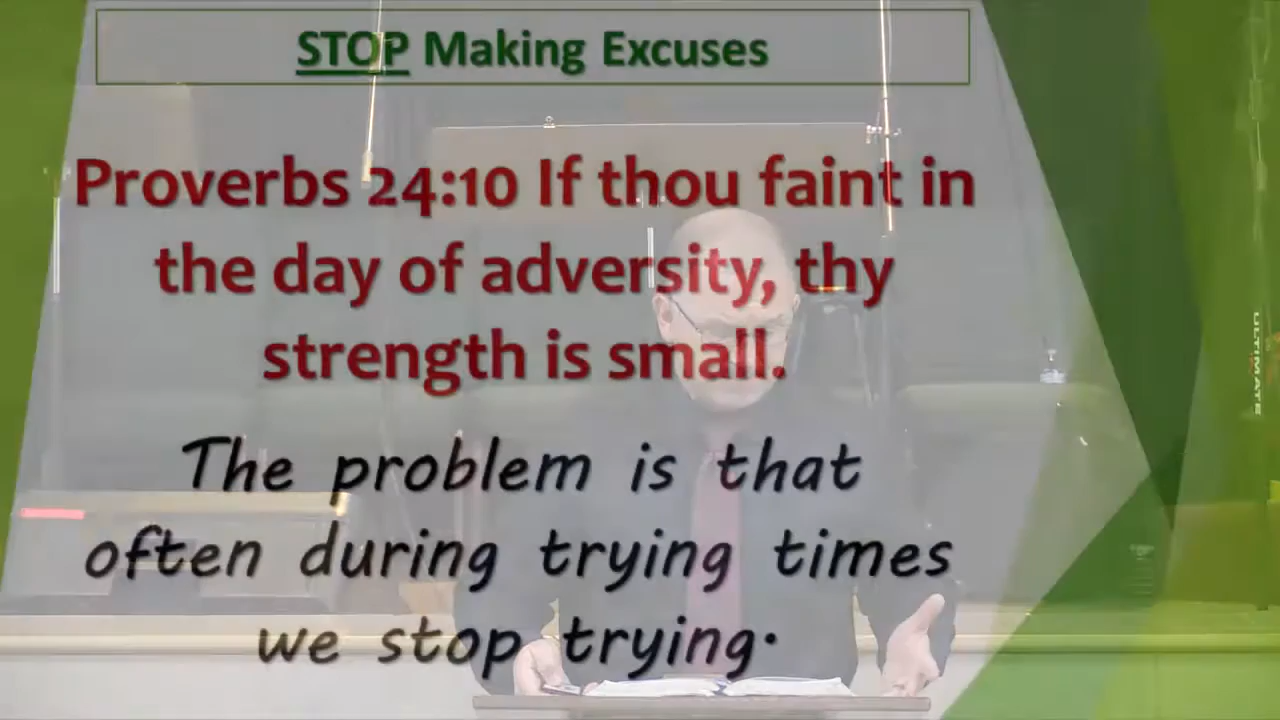 STOP Making Excuses
Proverbs 24:10 If thou faint in
the day of adversity, thy
strength is small.
The problem is that
often during trying times
we stop trying.
ULTIMATE